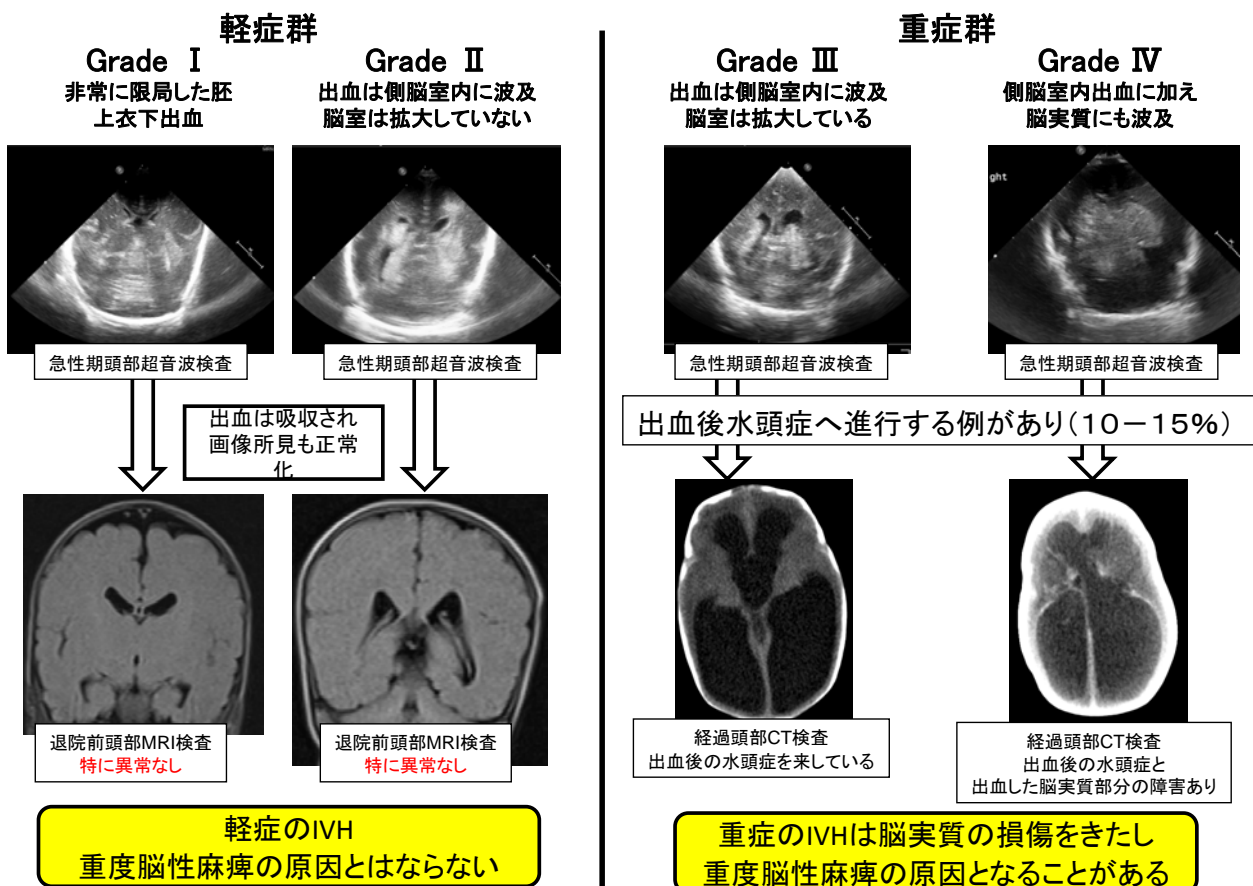 軽症群
Grade Ⅰ
非常に限局した胚
上衣下出血
Grade Ⅱ
出血は側脳室内に波及
脳室は拡大していない
急性期頭部超音波検査
急性期頭部超音波検査
出血は吸収され
画像所見も正常
化
退院前頭部MRI検査
特に異常なし
退院前頭部MRI検査
特に異常なし
軽症のIVH
重度脳性麻痺の原因とはならない
重症群
Grade Ⅲ
出血は側脳室内に波及
脳室は拡大している
Grade Ⅳ
側脳室内出血に加え
脳実質にも波及
ght
急性期頭部超音波検査
急性期頭部超音波検査
出血後水頭症へ進行する例があり(10-15%)
経過頭部CT検査
出血後の水頭症を来している
経過頭部CT検査
出血後の水頭症と
出血した脳実質部分の障害あり
重症のIVHは脳実質の損傷をきたし
重度脳性麻痺の原因となることがある